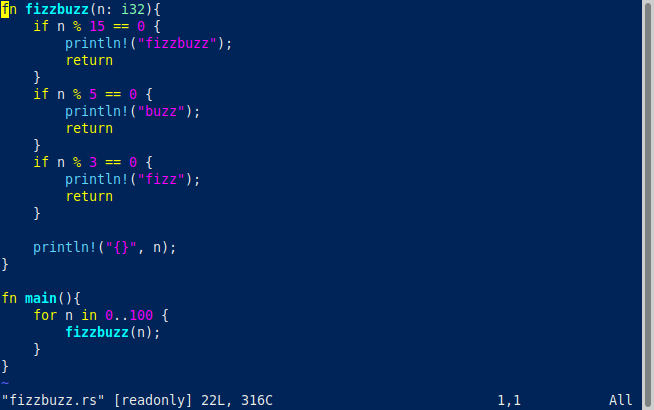 fn fizzbuzz(n: i32){
    if n % 15 == 0 {
        println!("fizzbuzz");
        return
    }
    if n % 5 == 0 {
        println!("buzz");
        return
    }
    if n % 3 == 0 {
        println!("fizz");
        return
    }

    println!("{}", n);
}

fn main(){
    for n in 0..100 {
        fizzbuzz(n);
    }
}
~
"fizzbuzz.rs" [readonly] 22L, 316C 1,1 All